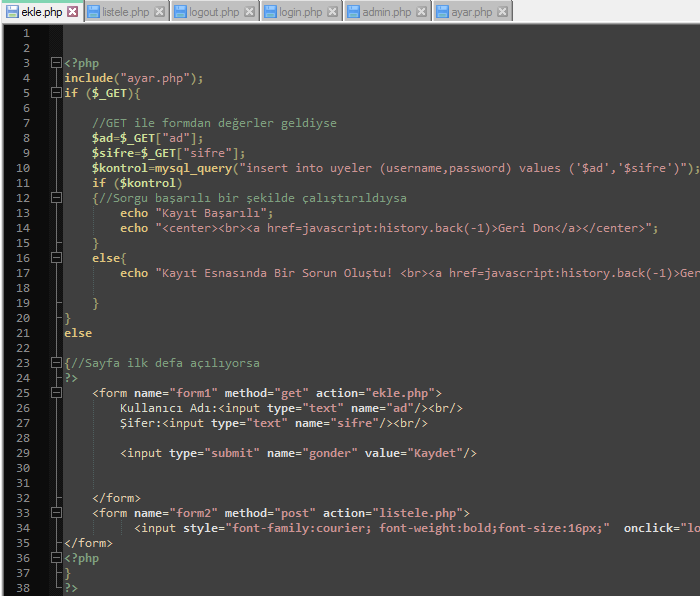 ekle.php listele.php logout.php login.php admin.php ayar.php
1
2
3 <?php
4 include("ayar.php");
5 if ($_GET){
6
7 //GET ile formdan değerler geldiyse
8 $ad=$_GET["ad"];
9 $sifre=$_GET["sifre"];
10 $kontrol=mysql_query("insert into uyeler (username,password) values ('$ad','$sifre')");
11 if ($kontrol)
12 {//Sorgu başarılı bir şekilde çalıştırıldıysa
13 echo "Kayıt Başarılı";
14 echo "<center><br><a href=javascript:history.back(-1)>Geri Don</a></center>";
15 }
16 else{
17 echo "Kayıt Esnasında Bir Sorun Oluştu! <br><a href=javascript:history.back(-1)>Ger
18
19 }
20 }
21 else
22
23 {//Sayfa ilk defa açılıyorsa
24 ?>
25 <form name="form1" method="get" action="ekle.php">
26 Kullanıcı Adı:<input type="text" name="ad"/><br/>
27 Şifer:<input type="text" name="sifre"/><br/>
28
29 <input type="submit" name="gonder" value="Kaydet"/>
30
31
32 </form>
33 <form name="form2" method="post" action="listele.php">
34 <input style="font-family:courier; font-weight:bold;font-size:16px;" onclick="lo
35 </form>
36 <?php
37 }
38 ?>